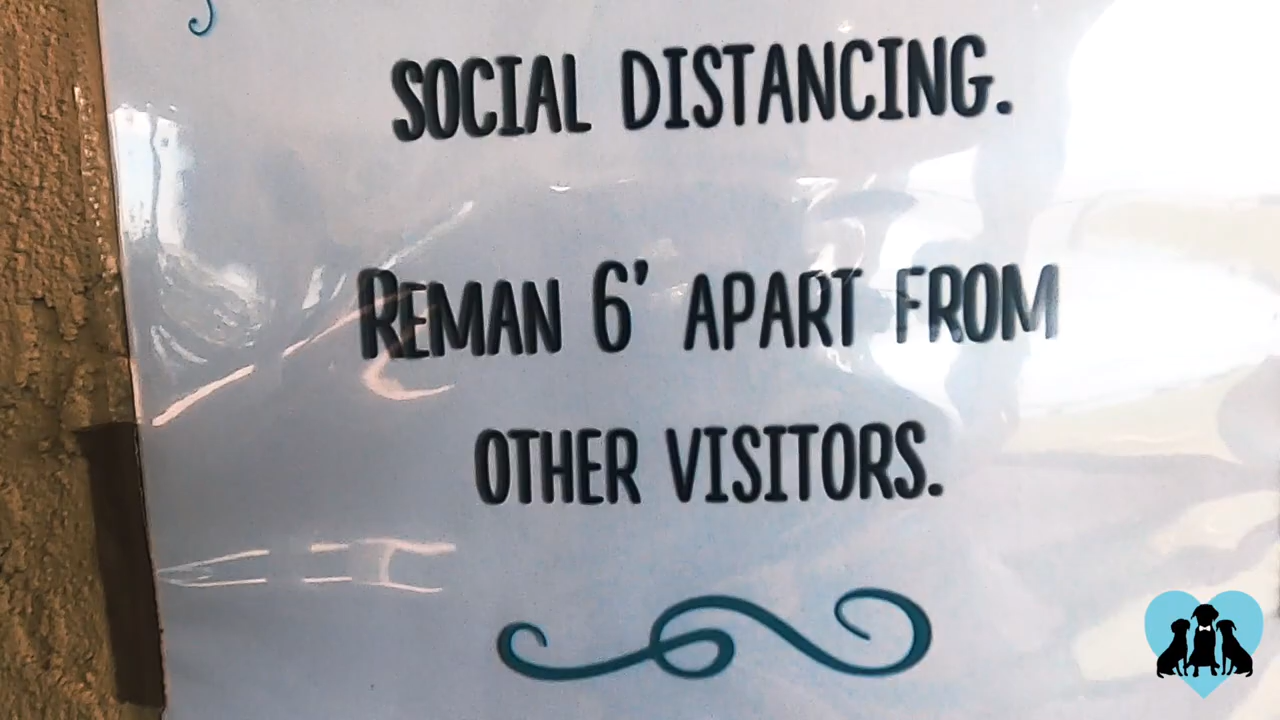 SOCIAL DISTANCING.
REMAN 6' APART FROM
OTHER VISITORS.